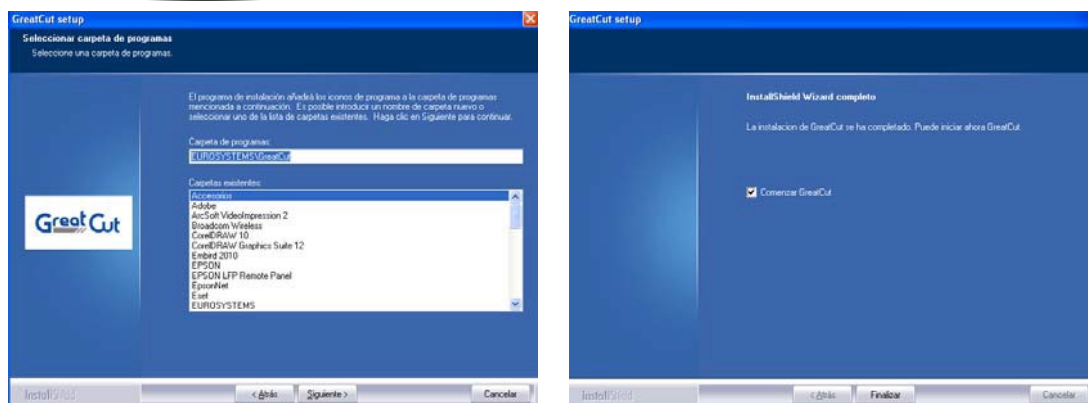 GreatCut setup
Seleccionar carpeta de programas
Seleccione una carpeta de programas.
El programa de instalación añadirá los iconos de programa a la carpeta de programas
mencionada a continuación. Es posible introducir un nombre de carpeta nuevo o
seleccionar uno de la lista de carpetas existentes. Haga clic en Siguiente para continuar.
Carpeta de programas:
EUROSYSTEMS\GreatCut
Carpetas existentes:
Accesorios
Adobe
ArcSoft VideoImpression 2
Broadcom Wireless
CorelDRAW 10
CorelDRAW Graphics Suite 12
Embird 2010
EPSON
EPSON LFP Remote Panel
EpsonNet
Eset
EUROSYSTEMS
Great Cut
InstallShield
< Atrás
Siguiente >
Cancelar
GreatCut setup
InstallShield Wizard completo
La instalacion de GreatCut se ha completado. Puede iniciar ahora GreatCut.
Comenzar GreatCut
InstallShield
< Atrás
Finalizar
Cancelar